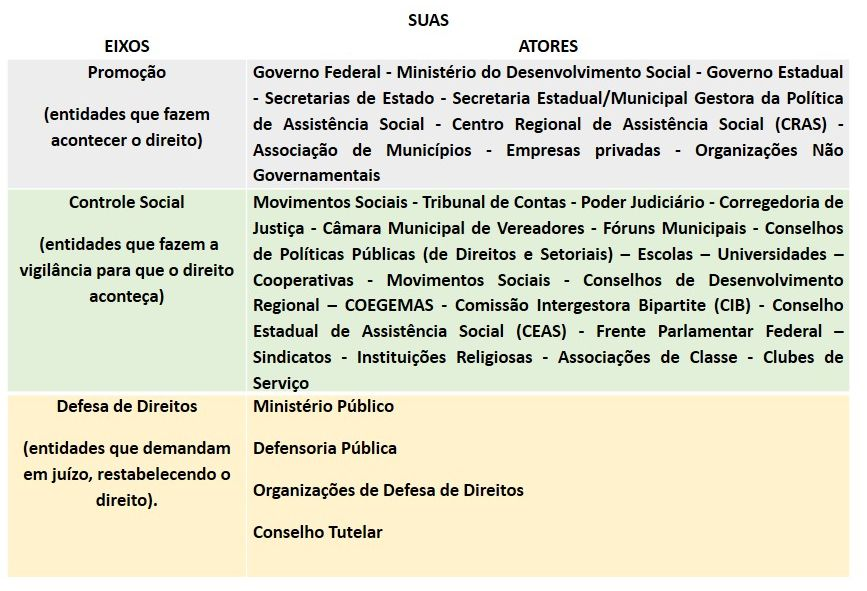 SUAS
EIXOS
ATORES
Promoção
(entidades que fazem
acontecer o direito)
Governo Federal - Ministério do Desenvolvimento Social - Governo Estadual
- Secretarias de Estado - Secretaria Estadual/Municipal Gestora da Política
de Assistência Social - Centro Regional de Assistência Social (CRAS) -
Associação de Municípios - Empresas privadas - Organizações Não
Governamentais
Controle Social
(entidades que fazem a
vigilância para que o direito
aconteça)
Movimentos Sociais - Tribunal de Contas - Poder Judiciário - Corregedoria de
Justiça - Câmara Municipal de Vereadores - Fóruns Municipais - Conselhos
de Políticas Públicas (de Direitos e Setoriais) – Escolas – Universidades –
Cooperativas - Movimentos Sociais - Conselhos de Desenvolvimento
Regional – COEGEMAS - Comissão Intergestora Bipartite (CIB) - Conselho
Estadual de Assistência Social (CEAS) - Frente Parlamentar Federal –
Sindicatos - Instituições Religiosas - Associações de Classe - Clubes de
Serviço
Defesa de Direitos
(entidades que demandam
em juízo, restabelecendo o
direito).
Ministério Público
Defensoria Pública
Organizações de Defesa de Direitos
Conselho Tutelar